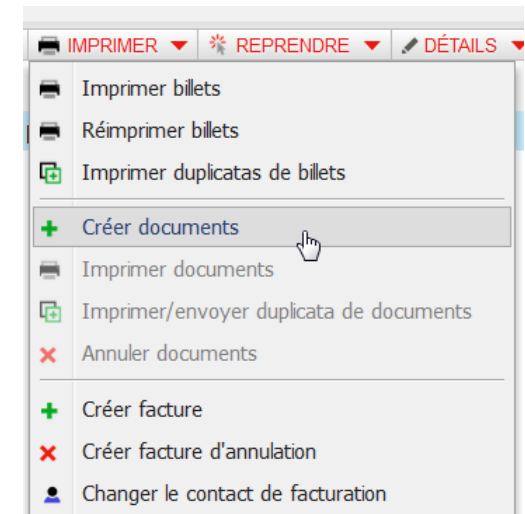 IMPRIMER REPRENDRE DÉTAILS
Imprimer billets
Réimprimer billets
Imprimer duplicatas de billets
Créer documents
Imprimer documents
Imprimer/envoyer duplicata de documents
Annuler documents
Créer facture
Créer facture d'annulation
Changer le contact de facturation